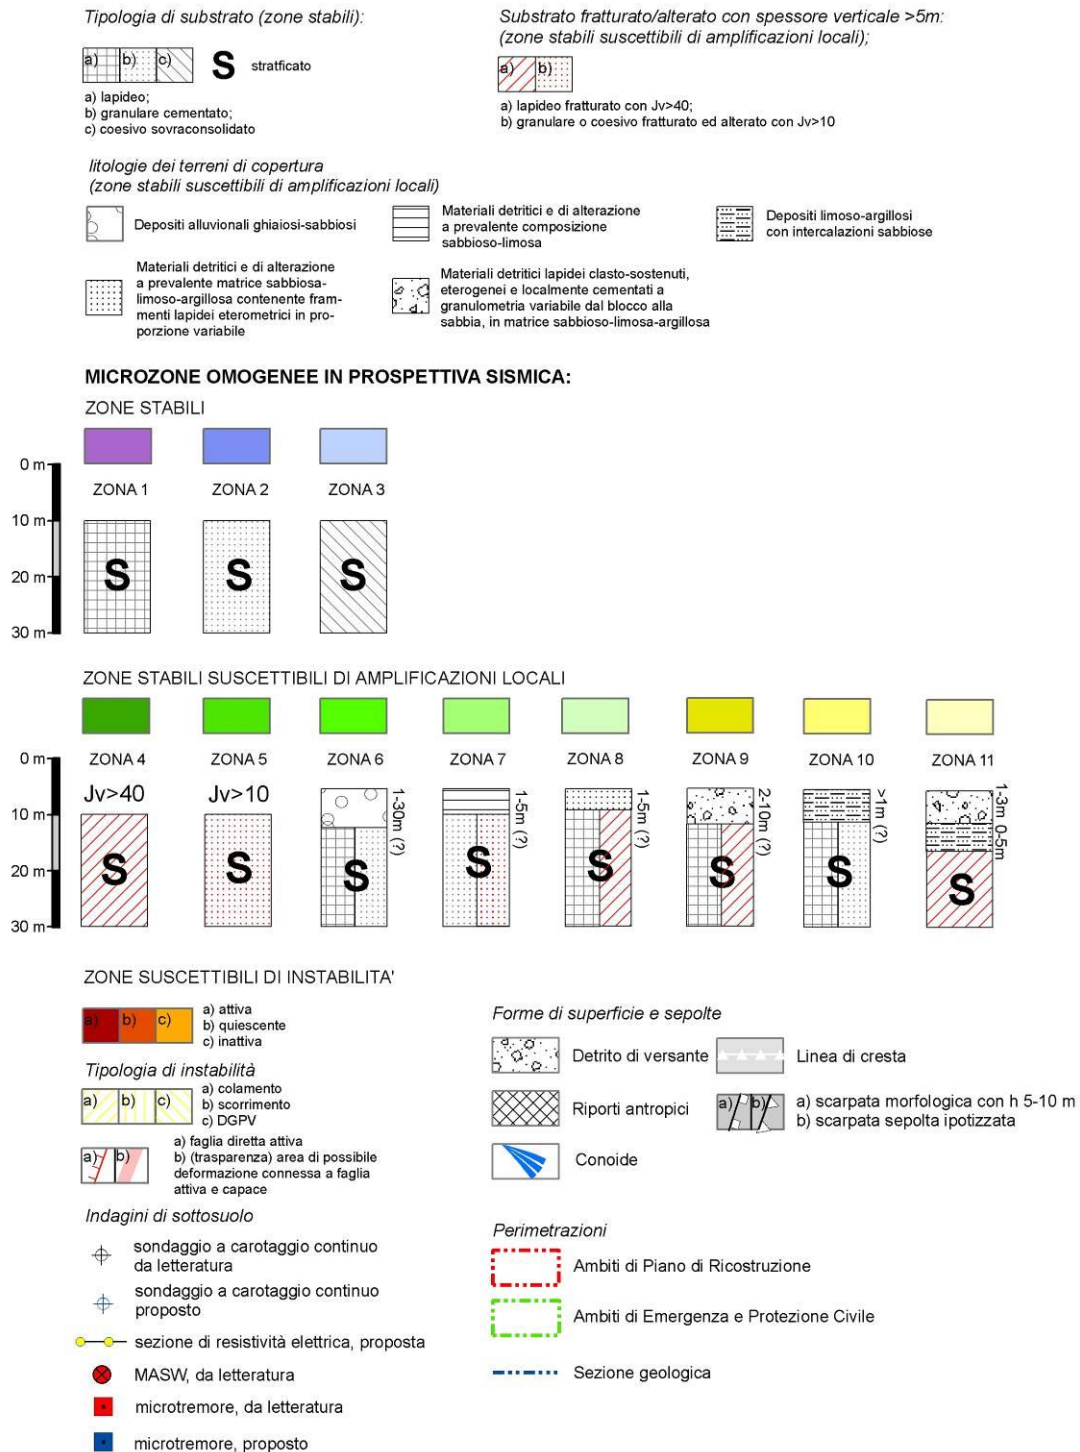 Tipologia di substrato (zone stabili):
a) b) c) S stratficato
a) lapideo;
b) granulare cementato;
c) coesivo sovraconsolidato
Substrato fratturato/alterato con spessore verticale >5m:
(zone stabili suscettibili di amplificazioni locali);
a) b)
a) lapideo fratturato con Jv>40;
b) granulare o coesivo fratturato ed alterato con Jv>10
litologie dei terreni di copertura
(zone stabili suscettibili di amplificazioni locali)
Depositi alluvionali ghiaiosi-sabbiosi
Materiali detritici e di alterazione
a prevalente composizione
sabbioso-limosa
Depositi limoso-argillosi
con intercalazioni sabbiose
Materiali detritici e di alterazione
a prevalente matrice sabbiosa-
limoso-argillosa contenente fram-
menti lapidei eterometrici in pro-
porzione variabile
Materiali detritici lapidei clasto-sostenuti,
eterogenei e localmente cementati a
granulometria variabile dal blocco alla
sabbia, in matrice sabbioso-limosa-argillosa
MICROZONE OMOGENEE IN PROSPETTIVA SISMICA:
ZONE STABILI
0 m
ZONA 1 ZONA 2 ZONA 3
10 m
S S S
20 m
30 m
ZONE STABILI SUSCETTIBILI DI AMPLIFICAZIONI LOCALI
0 m
ZONA 4 ZONA 5 ZONA 6 ZONA 7 ZONA 8 ZONA 9 ZONA 10 ZONA 11
Jv>40 Jv>10 1-30m (?) 1-5m (?) 1-5m (?) 2-10m (?) >1m (?) 1-3m 0-5m
10 m
S S S S S S S S
20 m
30 m
ZONE SUSCETTIBILI DI INSTABILITA'
a) b) c)
a) attiva
b) quiescente
c) inattiva
Tipologia di instabilità
a) b) c)
a) colamento
b) scorrimento
c) DGPV
a) b)
a) faglia diretta attiva
b) (trasparenza) area di possibile
deformazione connessa a faglia
attiva e capace
Indagini di sottosuolo
sondaggio a carotaggio continuo
da letteratura
sondaggio a carotaggio continuo
proposto
sezione di resistività elettrica, proposta
MASW, da letteratura
microtremore, da letteratura
microtremore, proposto
Forme di superficie e sepolte
Detrito di versante
Linea di cresta
Riporti antropici
a) b)
a) scarpata morfologica con h 5-10 m
b) scarpata sepolta ipotizzata
Conoide
Perimetrazioni
Ambiti di Piano di Ricostruzione
Ambiti di Emergenza e Protezione Civile
Sezione geologica